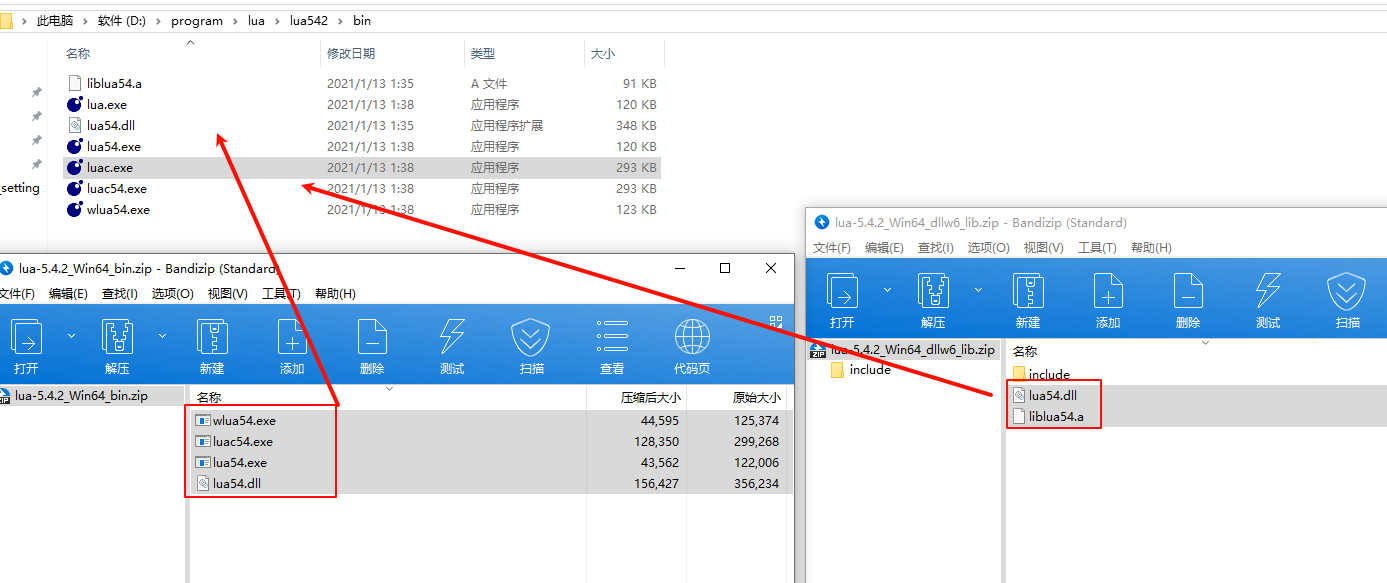 此电脑 › 软件 (D:) › program › lua › lua542 › bin
名称 修改日期 类型 大小
liblua54.a 2021/1/13 1:35 A 文件 91 KB
lua.exe 2021/1/13 1:38 应用程序 120 KB
lua54.dll 2021/1/13 1:35 应用程序扩展 348 KB
lua54.exe 2021/1/13 1:38 应用程序 120 KB
luac.exe 2021/1/13 1:38 应用程序 293 KB
_setting
luac54.exe 2021/1/13 1:38 应用程序 293 KB
wlua54.exe 2021/1/13 1:38 应用程序 123 KB
lua-5.4.2_Win64_bin.zip - Bandizip (Standard)
文件(F) 编辑(E) 查找(I) 选项(O) 视图(V) 工具(T) 帮助(H)
打开 解压 新建 添加 删除 测试 扫描 查看 代码页
lua-5.4.2_Win64_bin.zip
名称 压缩后大小 原始大小
wlua54.exe 44,595 125,374
luac54.exe 128,350 299,268
lua54.exe 43,562 122,006
lua54.dll 156,427 356,234
lua-5.4.2_Win64_dllw6_lib.zip - Bandizip (Standard)
文件(F) 编辑(E) 查找(I) 选项(O) 视图(V) 工具(T) 帮助(H)
打开 解压 新建 添加 删除 测试 扫描
lua-5.4.2_Win64_dllw6_lib.zip
include
名称
include
lua54.dll
liblua54.a